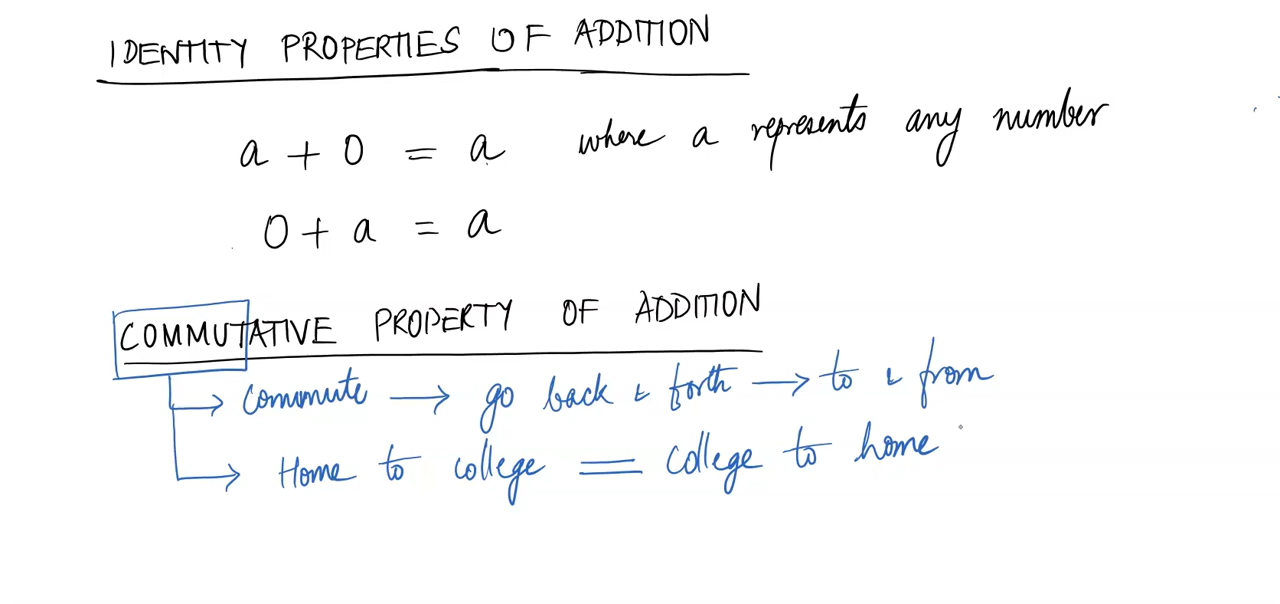 IDENTITY PROPERTIES OF ADDITION
a + 0 = a where a represents any number
0 + a = a
COMMUTATIVE PROPERTY OF ADDITION
→ Commute → go back & forth → to & from
→ Home to college = College to home